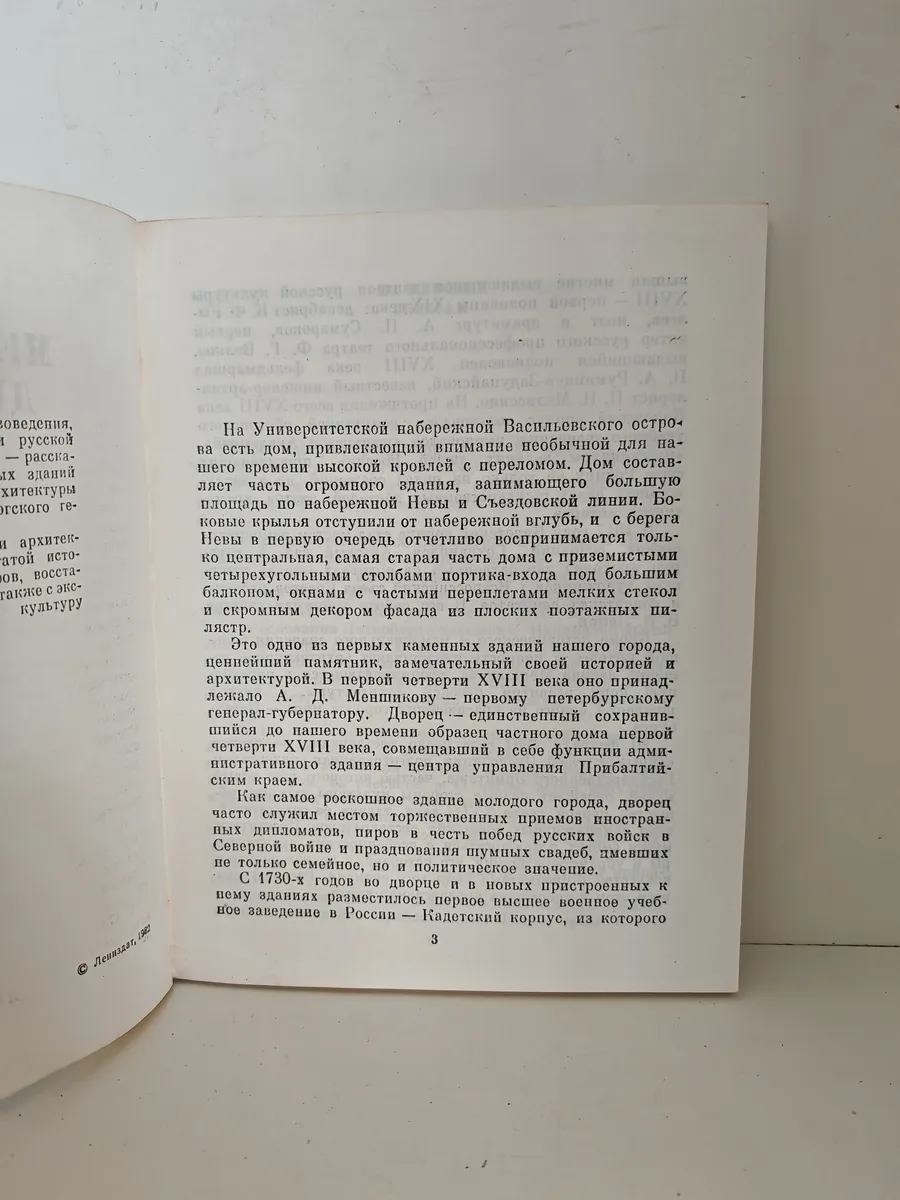 воведения,
и русской
— расска-
ых зданий
хитектуры
ргского ге-
и архитек-
гатой исто-
ров, восста-
также с экс-
культуру
© Лениздат, 1982
На Университетской набережной Васильевского остро-
ва есть дом, привлекающий внимание необычной для на-
шего времени высокой кровлей с переломом. Дом состав-
ляет часть огромного здания, занимающего большую
площадь по набережной Невы и Съездовской линии. Бо-
ковые крылья отступили от набережной вглубь, и с берега
Невы в первую очередь отчетливо воспринимается толь-
ко центральная, самая старая часть дома с приземистыми
четырехугольными столбами портика-входа под большим
балконом, окнами с частыми переплетами мелких стекол
и скромным декором фасада из плоских поэтажных пи-
лястр.
Это одно из первых каменных зданий нашего города,
ценнейший памятник, замечательный своей историей и
архитектурой. В первой четверти XVIII века оно принад-
лежало А. Д. Меншикову — первому петербургскому
генерал-губернатору. Дворец — единственный сохранив-
шийся до нашего времени образец частного дома первой
четверти XVIII века, совмещавший в себе функции адми-
нистративного здания — центра управления Прибалтий-
ским краем.
Как самое роскошное здание молодого города, дворец
часто служил местом торжественных приемов иностран-
ных дипломатов, пиров в честь побед русских войск в
Северной войне и празднования шумных свадеб, имевших
не только семейное, но и политическое значение.
С 1730-х годов во дворце и в новых пристроенных к
нему зданиях разместилось первое высшее военное учеб-
ное заведение в России — Кадетский корпус, из которого
3